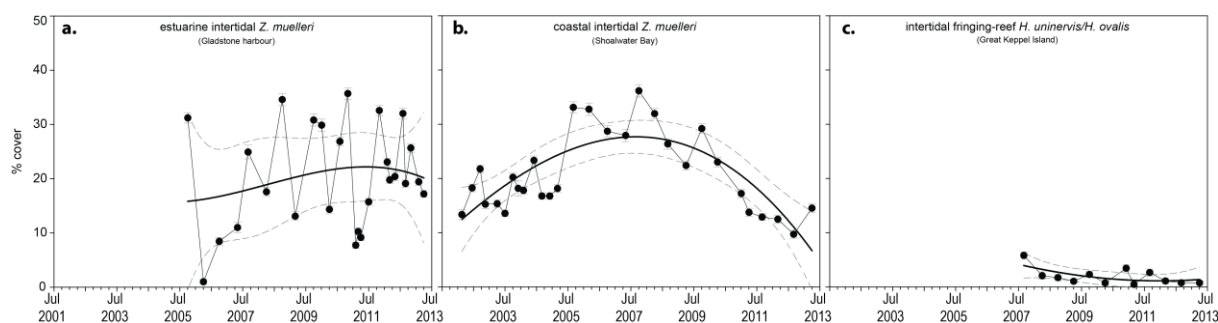 a. estuarine intertidal Z. muelleri
(Gladstone harbour)
b. coastal intertidal Z. muelleri
(Shoalwater Bay)
c. intertidal fringing-reef H. uninervis/H. ovalis
(Great Keppel Island)
% cover
50
40
30
20
10
0
Jul Jul Jul Jul Jul Jul Jul
2001 2003 2005 2007 2009 2011 2013
Jul Jul Jul Jul Jul Jul
2003 2005 2007 2009 2011 2013
Jul Jul Jul Jul Jul Jul
2003 2005 2007 2009 2011 2013